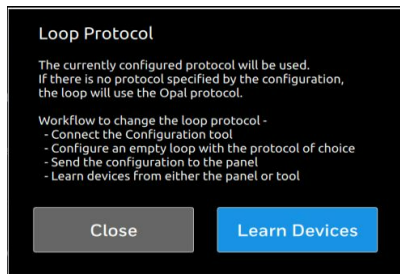 Loop Protocol
The currently configured protocol will be used.
If there is no protocol specified by the configuration,
the loop will use the Opal protocol.
Workflow to change the loop protocol -
- Connect the Configuration tool
- Configure an empty loop with the protocol of choice
- Send the configuration to the panel
- Learn devices from either the panel or tool
Close
Learn Devices